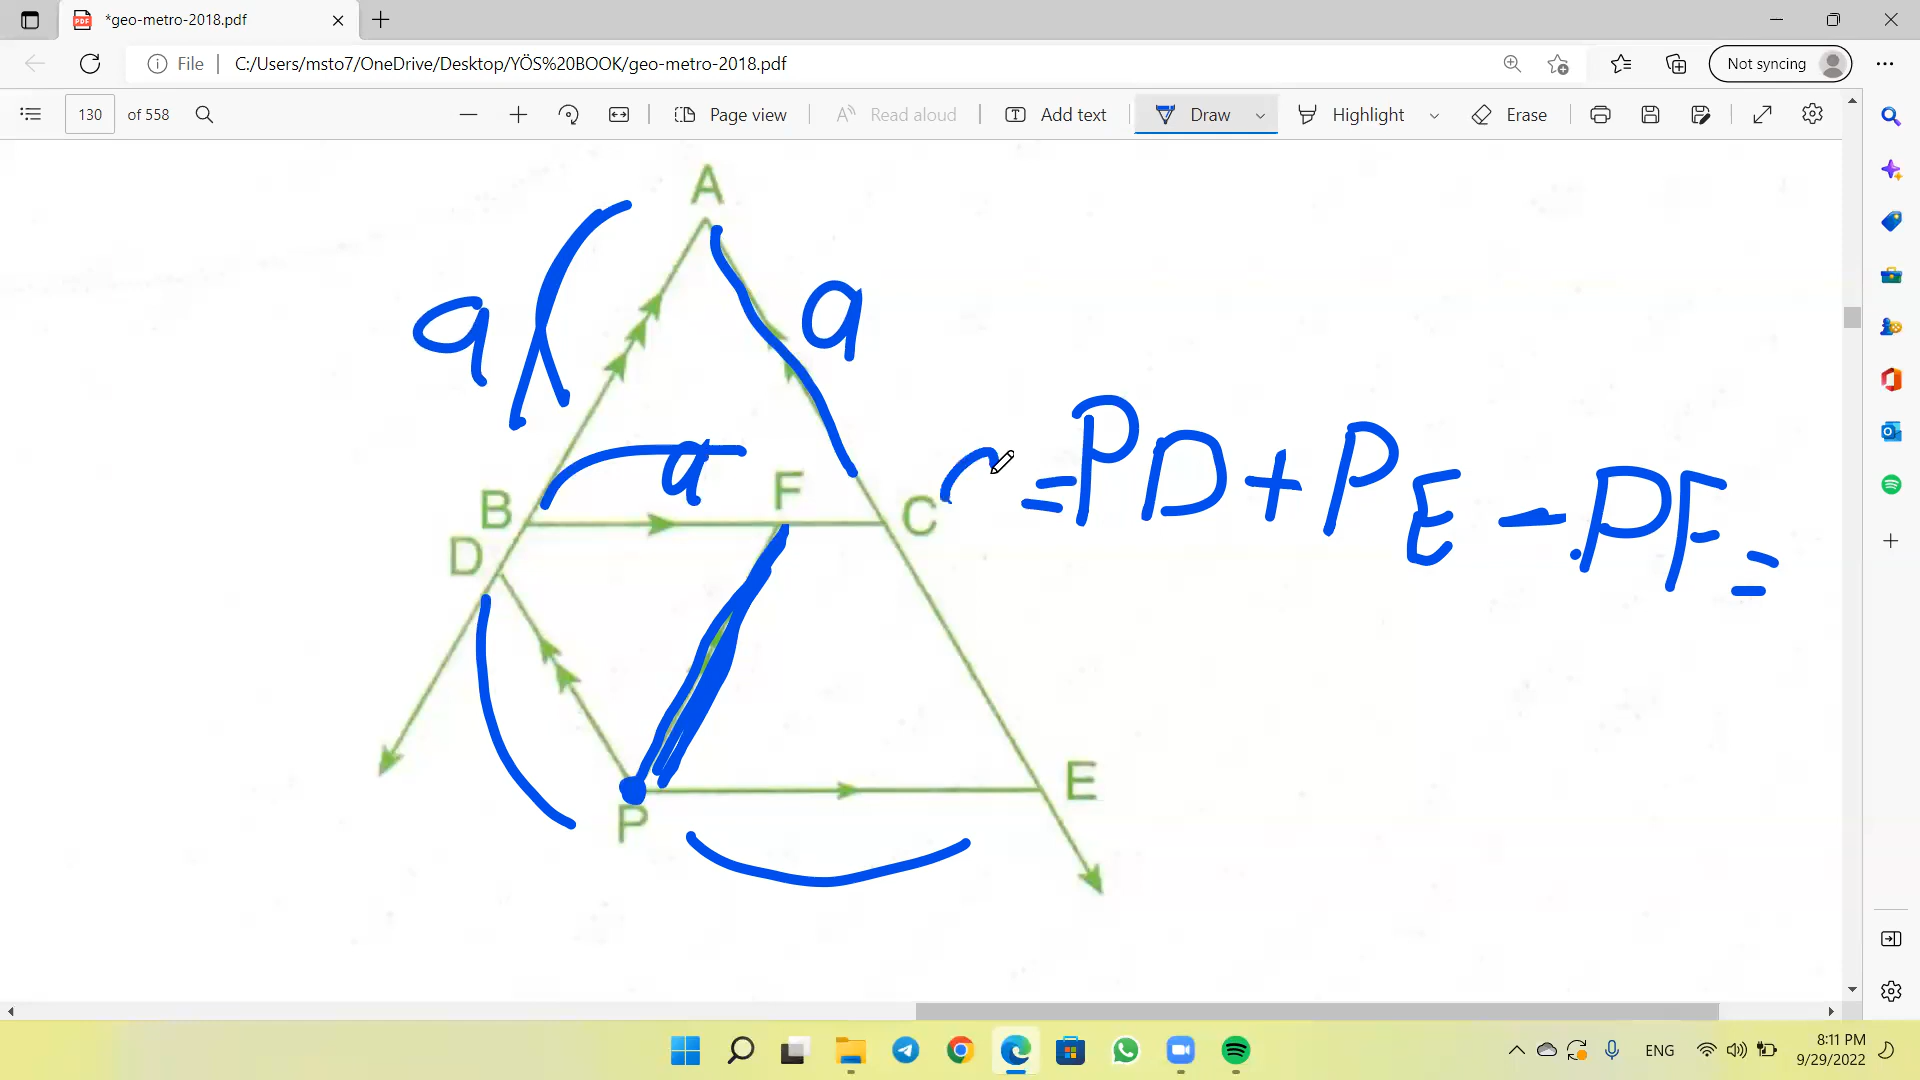 *geo-metro-2018.pdf
File C:/Users/msto7/OneDrive/Desktop/YÖS%20BOOK/geo-metro-2018.pdf
Not syncing
130 of 558
Page view
Read aloud
Add text
Draw
Highlight
Erase
A
a
a
a
B
F
C
D
=PD+PE-PF=
E
P
ENG
8:11 PM
9/29/2022